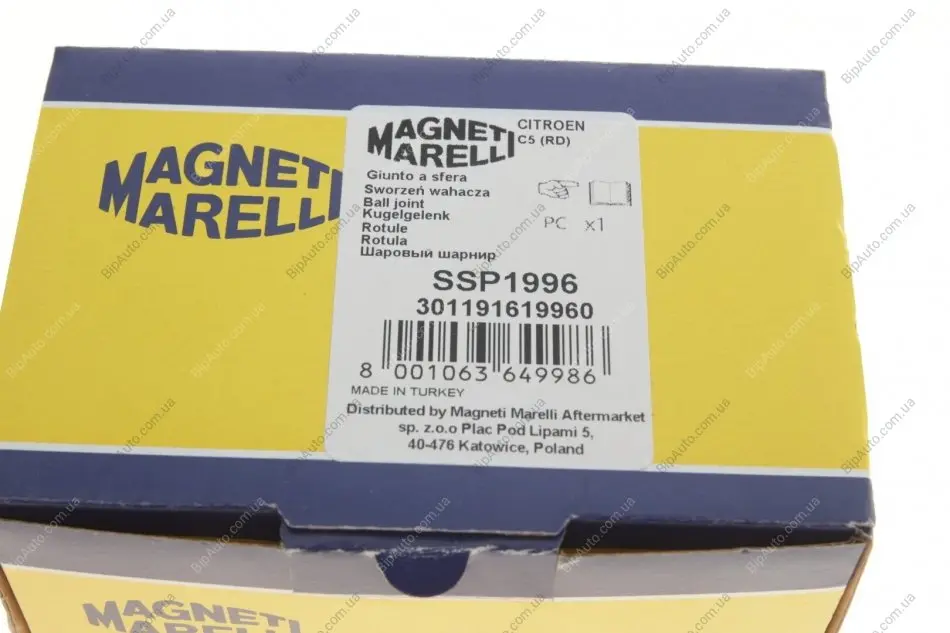 MAGNETI
MARELLI
MAGNETI
MARELLI
CITROEN
C5 (RD)
Giunto a sfera
Sworzeń wahacza
Ball joint
Kugelgelenk
Rotule
Rotula
Шаровый шарнир
PC x1
SSP1996
301191619960
8 001063 649986
MADE IN TURKEY
Distributed by Magneti Marelli Aftermarket
sp. z.o.o Plac Pod Lipami 5,
40-476 Katowice, Poland
MAGNETI
MARELLI
BipAuto.com.ua